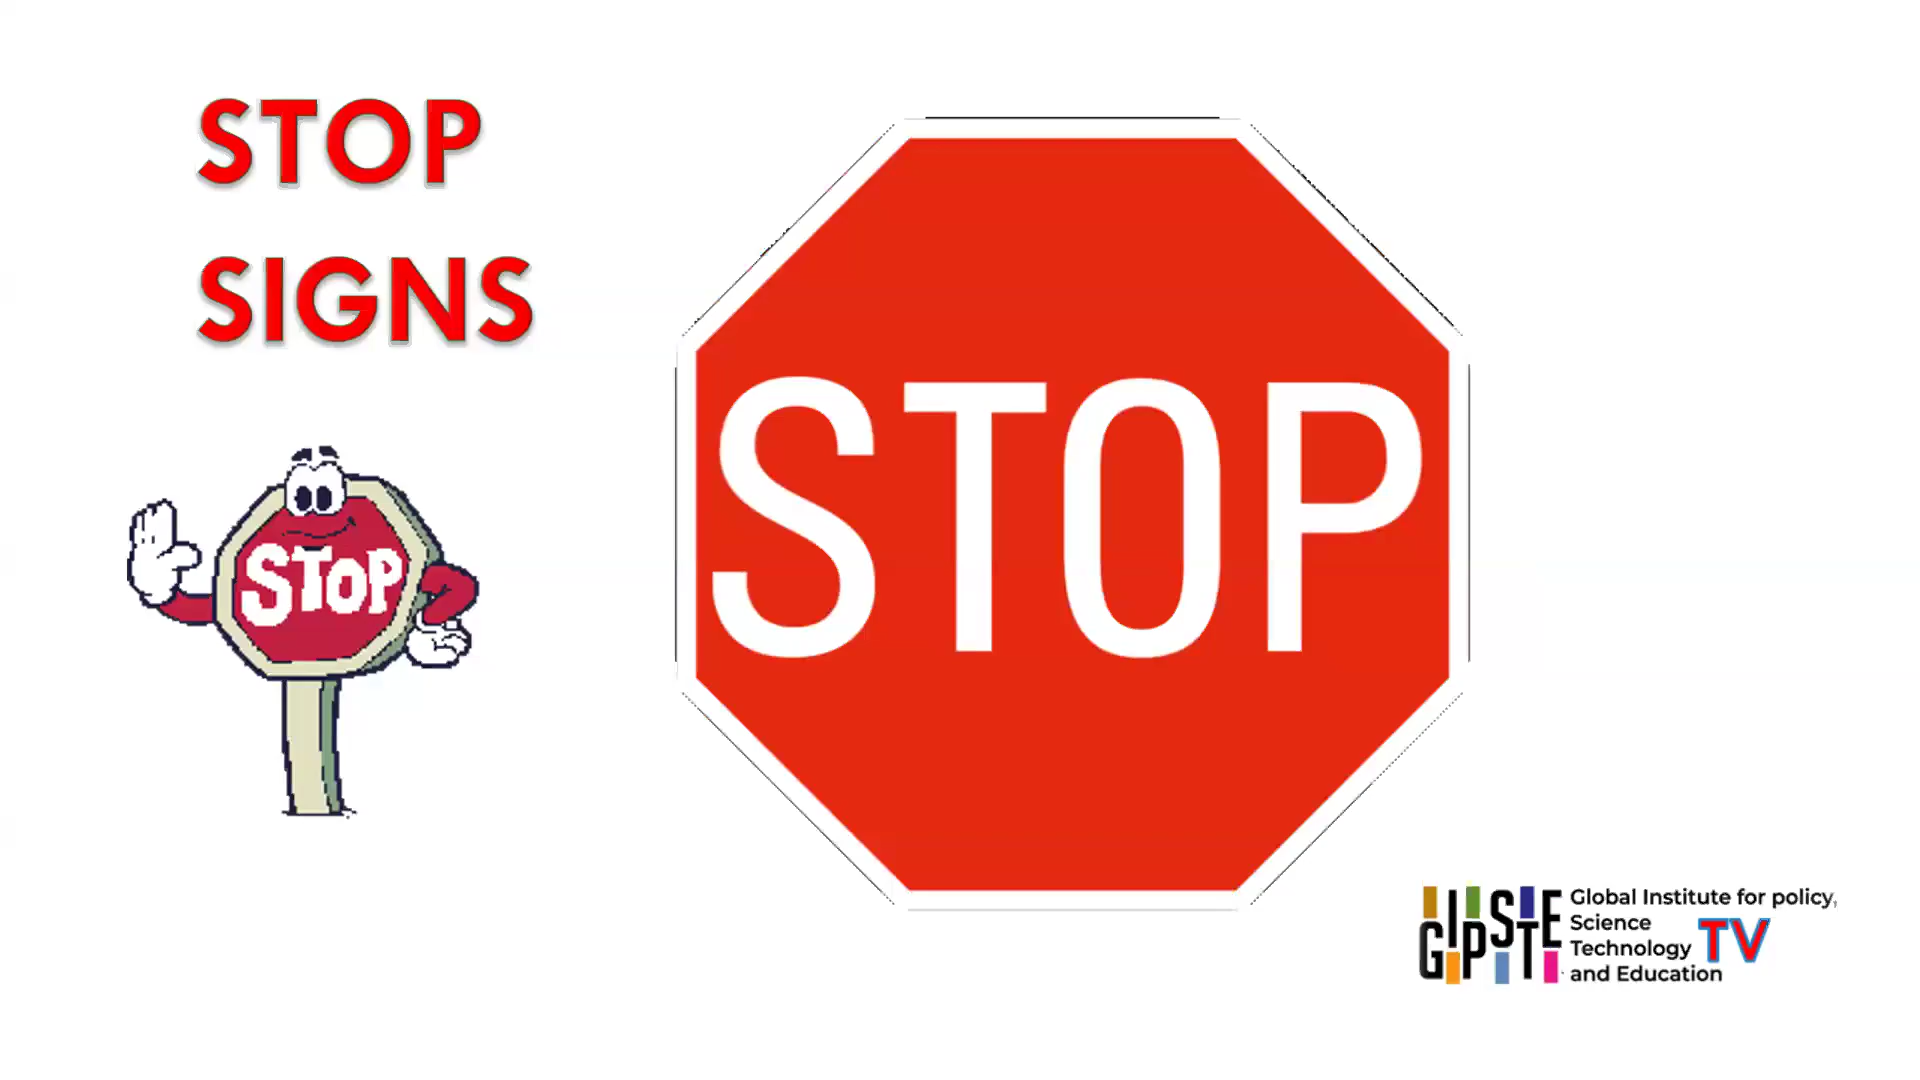 STOP
SIGNS
STOP
STOP
GIPSTE
Global Institute for policy,
Science
Technology TV
and Education